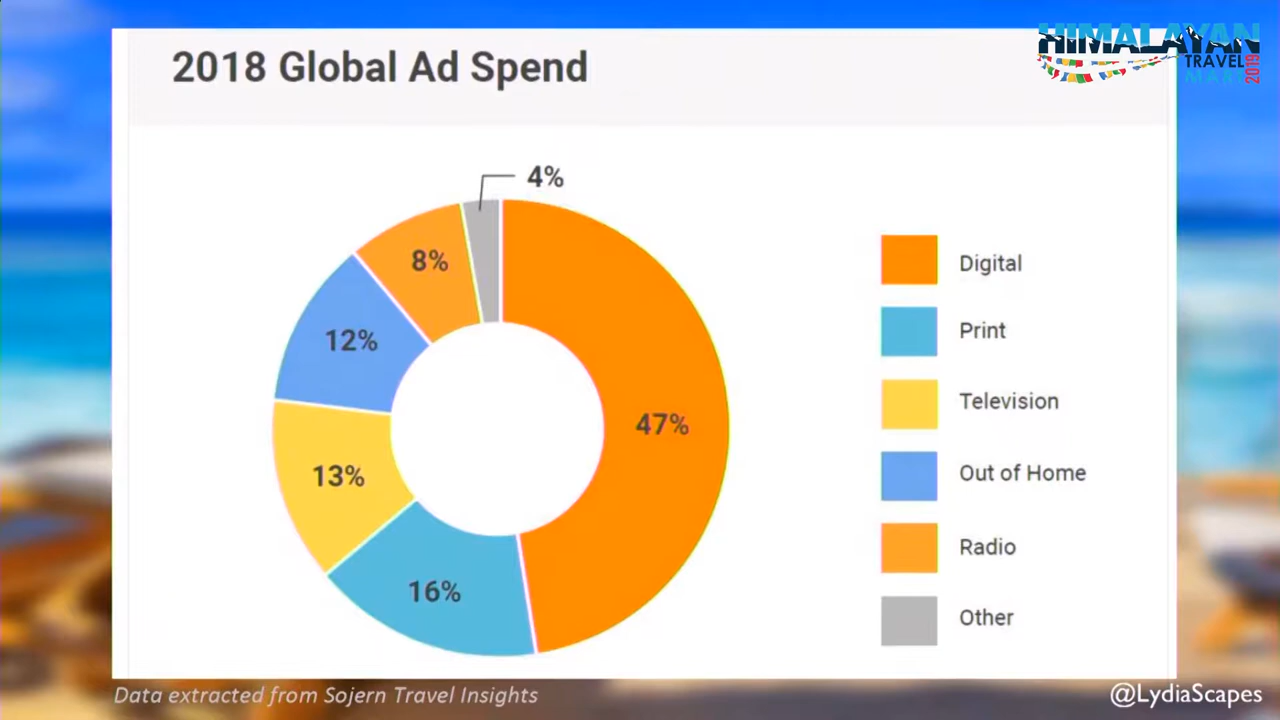 2018 Global Ad Spend
HIMALAYAN
TRAVEL
MART
2019
4%
8%
12%
47%
13%
16%
Digital
Print
Television
Out of Home
Radio
Other
Data extracted from Sojern Travel Insights
@LydiaScapes